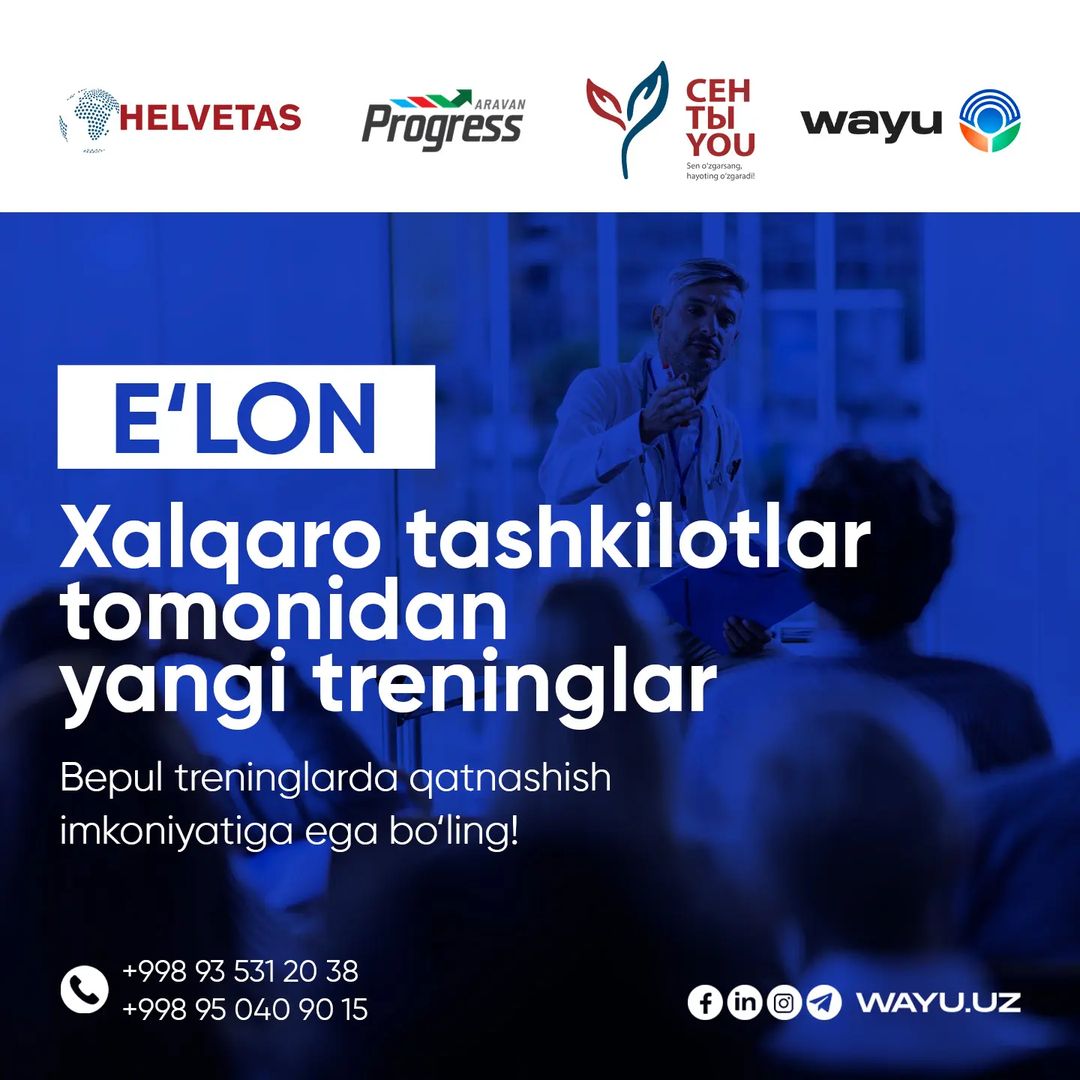 HELVETAS
ARAVAN
Progress
СЕН
ТЫ
YOU
Sen o‘zgarsang,
hayoting o‘zgaradi!
wayu
E‘LON
Xalqaro tashkilotlar
tomonidan
yangi treninglar
Bepul treninglarda qatnashish
imkoniyatiga ega bo‘ling!
+998 93 531 20 38
+998 95 040 90 15
WAYU.UZ